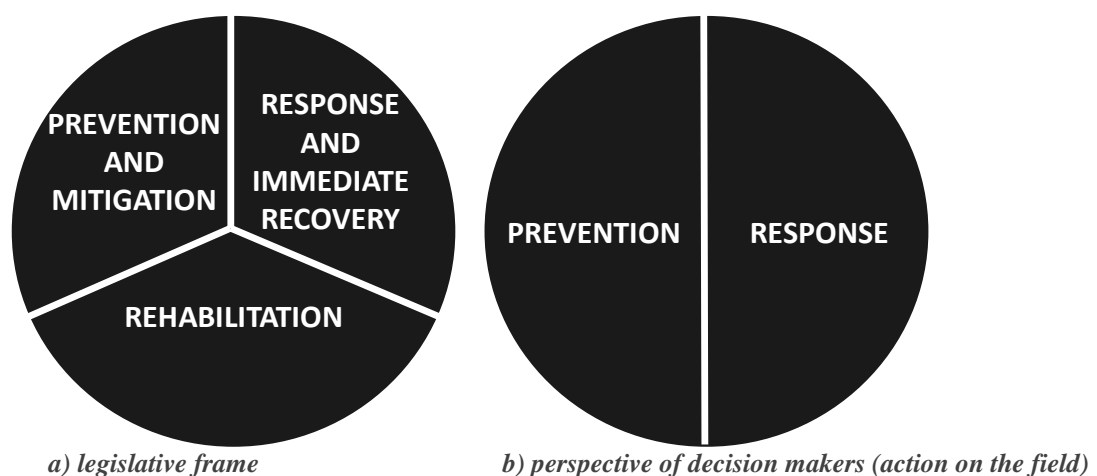 PREVENTION
AND
MITIGATION
RESPONSE
AND
IMMEDIATE
RECOVERY
REHABILITATION
PREVENTION
RESPONSE
a) legislative frame
b) perspective of decision makers (action on the field)